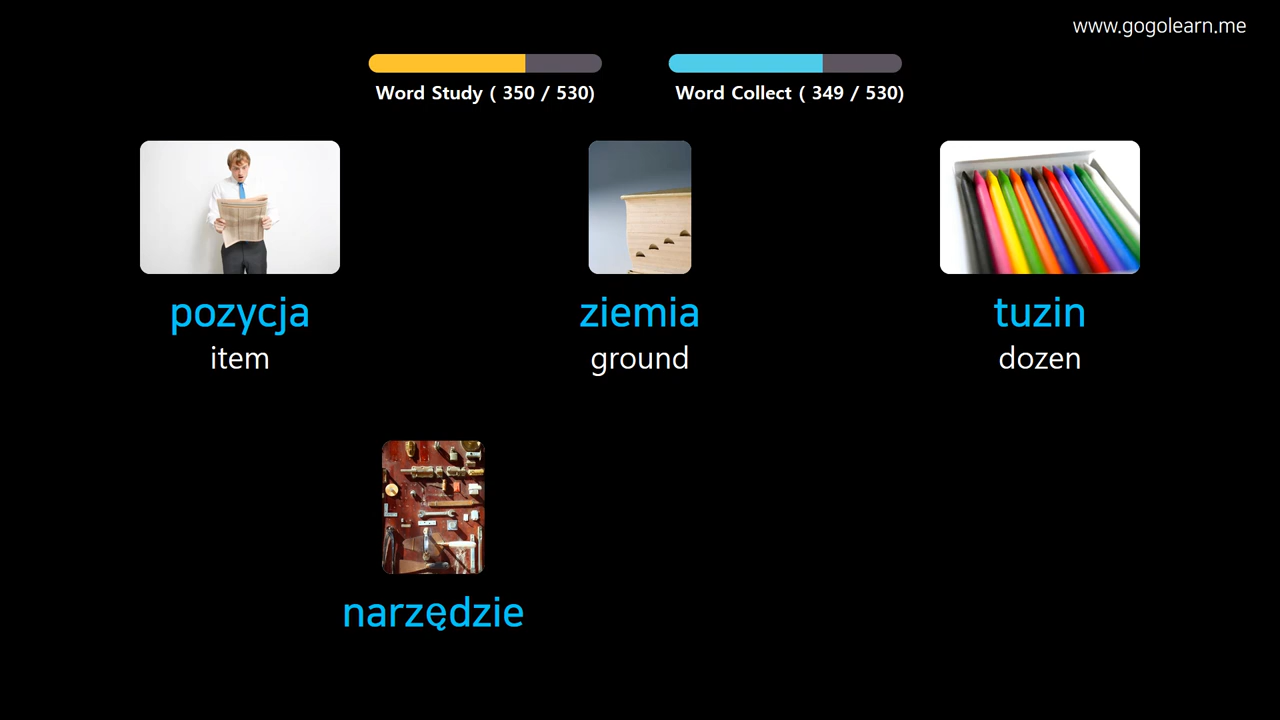 www.gogolearn.me
Word Study ( 350 / 530)
Word Collect ( 349 / 530)
pozycja
item
ziemia
ground
tuzin
dozen
narzędzie